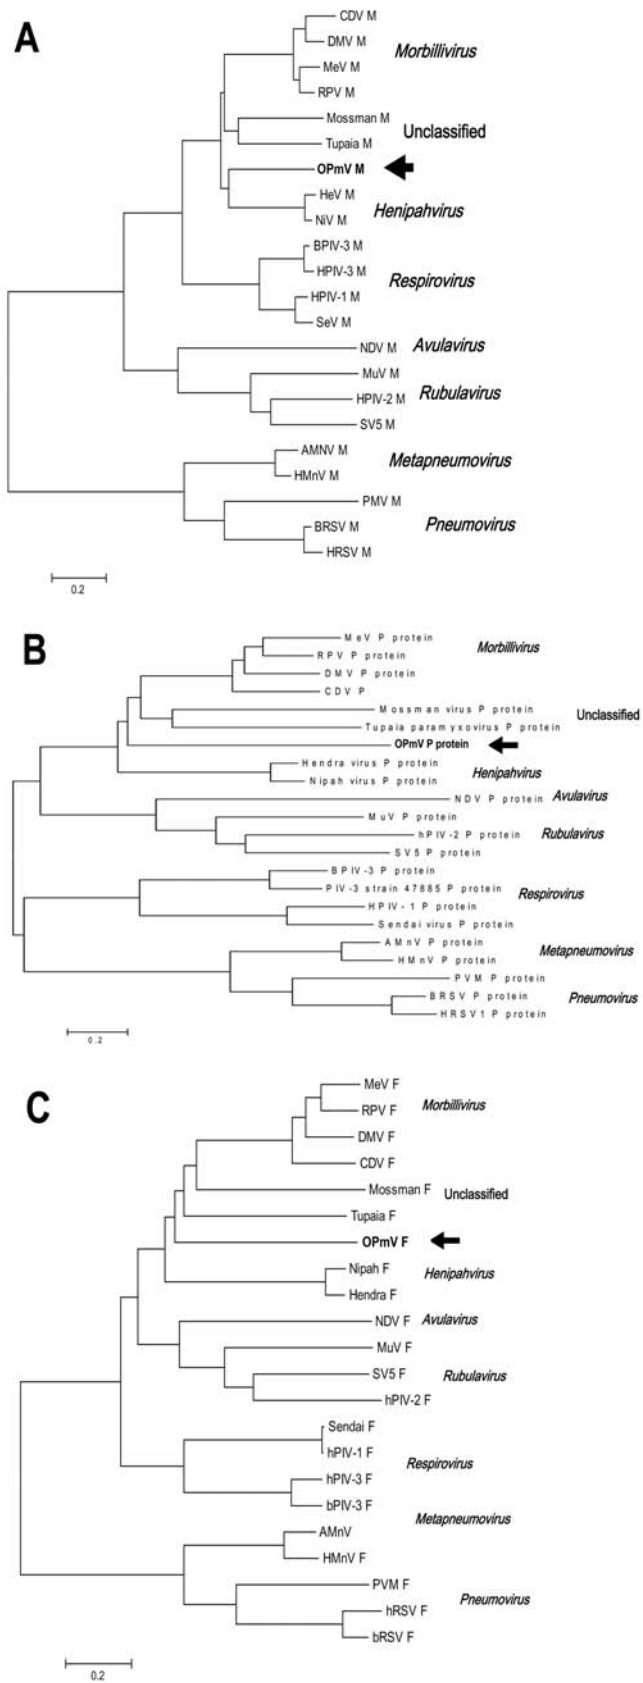 A
CDV M
DMV M
Morbillivirus
MeV M
RPV M
Mossman M
Unclassified
Tupaia M
OPmV M
HeV M
Henipahvirus
NiV M
BPIV-3 M
HPIV-3 M
Respirovirus
HPIV-1 M
SeV M
NDV M
Avulavirus
MuV M
HPIV-2 M
Rubulavirus
SV5 M
AMNV M
Metapneumovirus
HMnV M
PMV M
BRSV M
Pneumovirus
HRSV M
0.2
B
MeV P protein
Morbillivirus
RPV P protein
DMV P protein
CDV P
Mossman virus P protein
Unclassified
Tupaia paramyxovirus P protein
OPmV P protein
Hendra virus P protein
Henipahvirus
Nipah virus P protein
NDV P protein
Avulavirus
MuV P protein
hPIV-2 P protein
Rubulavirus
SV5 P protein
BPIV-3 P protein
PIV-3 strain 47885 P protein
Respirovirus
HPIV-1 P protein
Sendai virus P protein
AMnV P protein
Metapneumovirus
HMnV P protein
PVM P protein
BRSV P protein
Pneumovirus
HRSV1 P protein
0.2
C
MeV F
Morbillivirus
RPV F
DMV F
CDV F
Mossman F
Unclassified
Tupaia F
OPmV F
Nipah F
Henipahvirus
Hendra F
NDV F
Avulavirus
MuV F
SV5 F
Rubulavirus
hPIV-2 F
Sendai F
hPIV-1 F
Respirovirus
hPIV-3 F
bPIV-3 F
Metapneumovirus
AMnV
HMnV F
PVM F
Pneumovirus
hRSV F
bRSV F
0.2